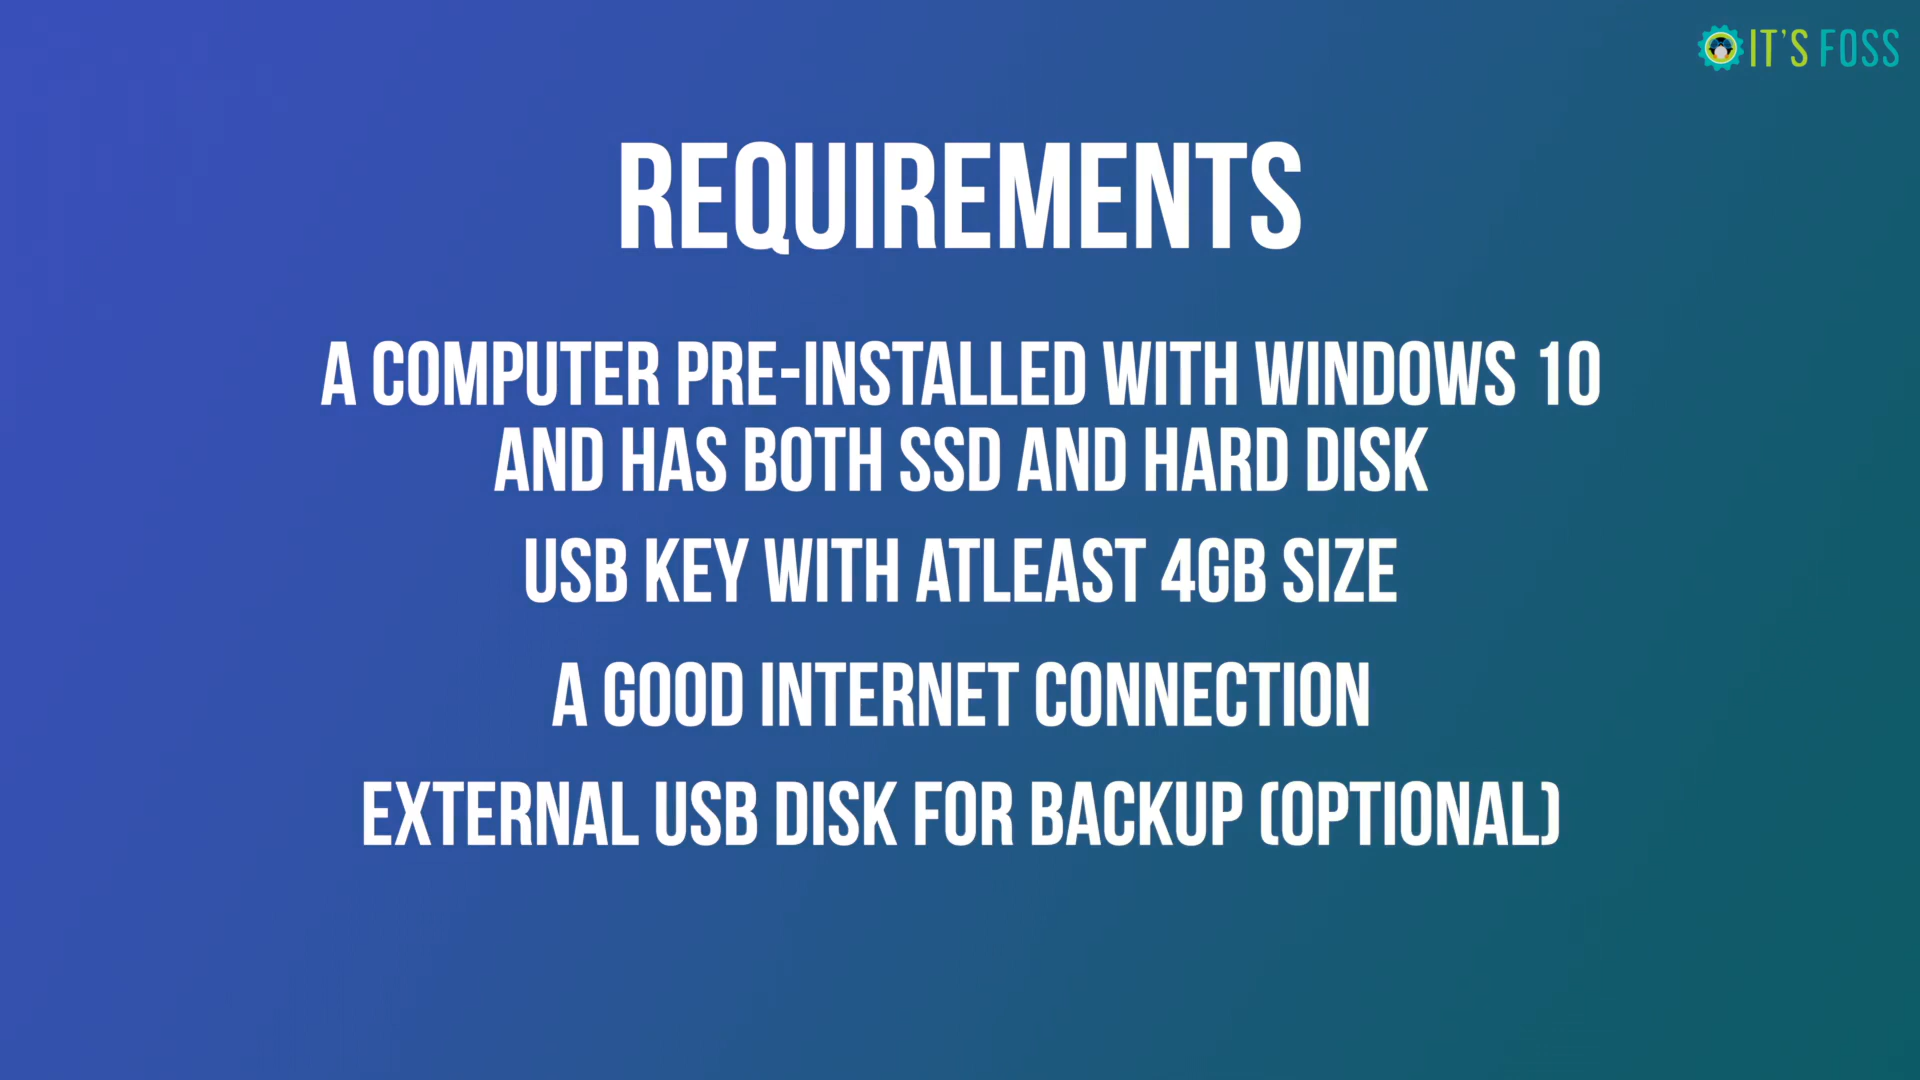 IT'S FOSS
REQUIREMENTS
A COMPUTER PRE-INSTALLED WITH WINDOWS 10
AND HAS BOTH SSD AND HARD DISK
USB KEY WITH ATLEAST 4GB SIZE
A GOOD INTERNET CONNECTION
EXTERNAL USB DISK FOR BACKUP (OPTIONAL)